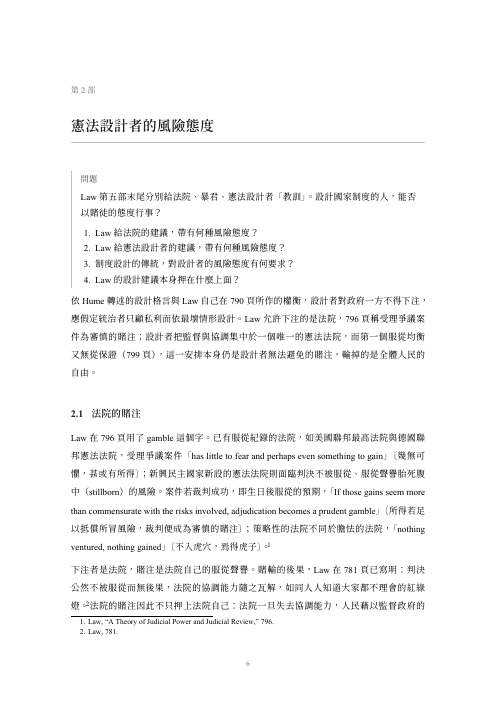 第 2 部
憲法設計者的風險態度
問題
Law 第五部末尾分別給法院、暴君、憲法設計者「教訓」。設計國家制度的人，能否
以賭徒的態度行事？
1. Law 給法院的建議，帶有何種風險態度？
2. Law 給憲法設計者的建議，帶有何種風險態度？
3. 制度設計的傳統，對設計者的風險態度有何要求？
4. Law 的設計建議本身押在什麼上面？
依 Hume 轉述的設計格言與 Law 自己在 790 頁所作的權衡，設計者對政府一方不得下注，
應假定統治者只顧私利而依最壞情形設計。Law 允許下注的是法院，796 頁稱受理爭議案
件為審慎的賭注；設計者把監督與協調集中於一個唯一的憲法法院，而第一個服從均衡
又無從保證（799 頁），這一安排本身仍是設計者無法避免的賭注，輸掉的是全體人民的
自由。
2.1 法院的賭注
Law 在 796 頁用了 gamble 這個字。已有服從紀錄的法院，如美國聯邦最高法院與德國聯
邦憲法法院，受理爭議案件「has little to fear and perhaps even something to gain」〔幾無可
懼，甚或有所得〕；新興民主國家新設的憲法法院則面臨判決不被服從、服從聲譽胎死腹
中（stillborn）的風險。案件若裁判成功，即生日後服從的預期，「If those gains seem more
than commensurate with the risks involved, adjudication becomes a prudent gamble」〔所得若足
以抵償所冒風險，裁判便成為審慎的賭注〕；策略性的法院不同於膽怯的法院，「nothing
ventured, nothing gained」〔不入虎穴，焉得虎子〕。1
下注者是法院，賭注是法院自己的服從聲譽。賭輸的後果，Law 在 781 頁已寫明：判決
公然不被服從而無後果，法院的協調能力隨之瓦解，如同人人知道大家都不理會的紅綠
燈。2法院的賭注因此不只押上法院自己：法院一旦失去協調能力，人民藉以監督政府的
1. Law, “A Theory of Judicial Power and Judicial Review,” 796.
2. Law, 781.
6